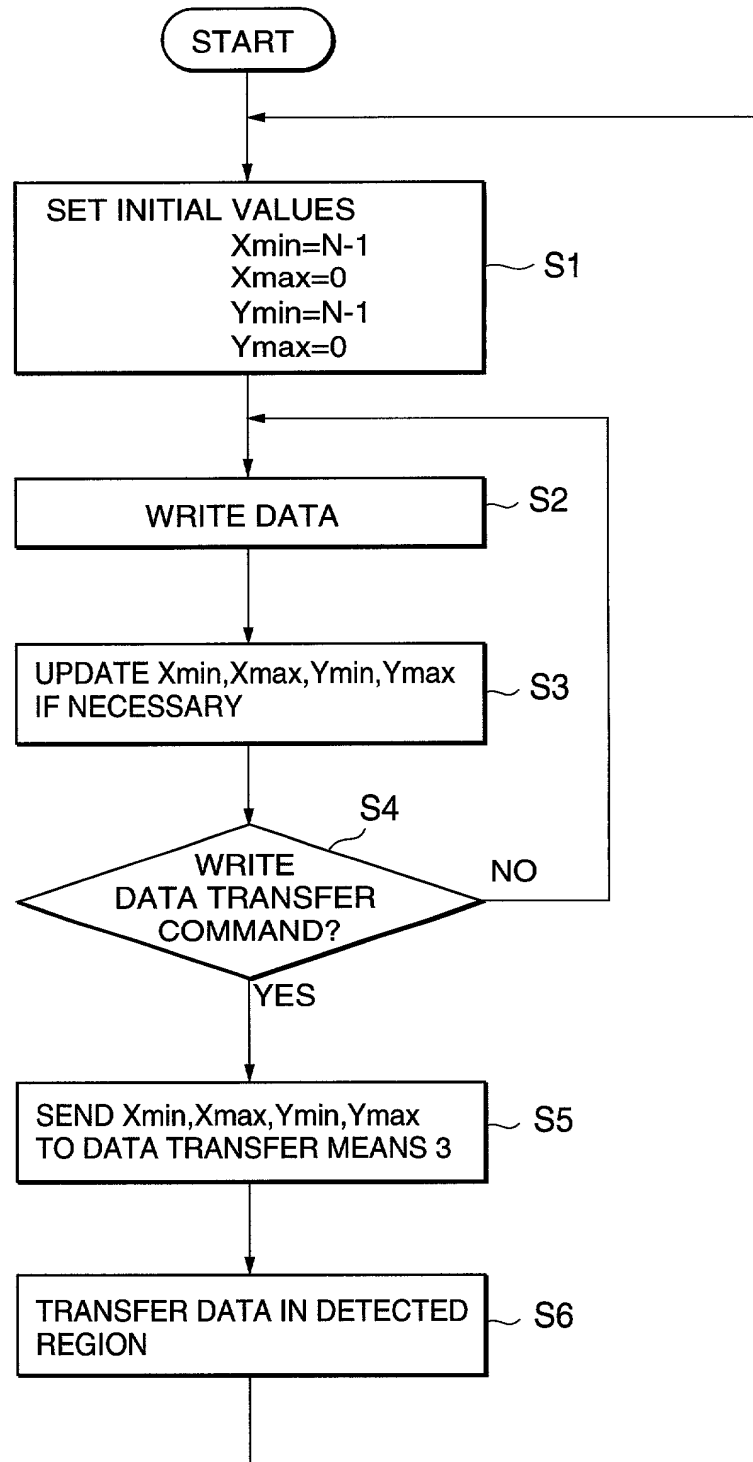 START
SET INITIAL VALUES
Xmin=N-1
Xmax=0
Ymin=N-1
Ymax=0
S1
WRITE DATA
S2
UPDATE Xmin,Xmax,Ymin,Ymax
IF NECESSARY
S3
S4
WRITE
DATA TRANSFER
COMMAND?
NO
YES
SEND Xmin,Xmax,Ymin,Ymax
TO DATA TRANSFER MEANS 3
S5
TRANSFER DATA IN DETECTED
REGION
S6